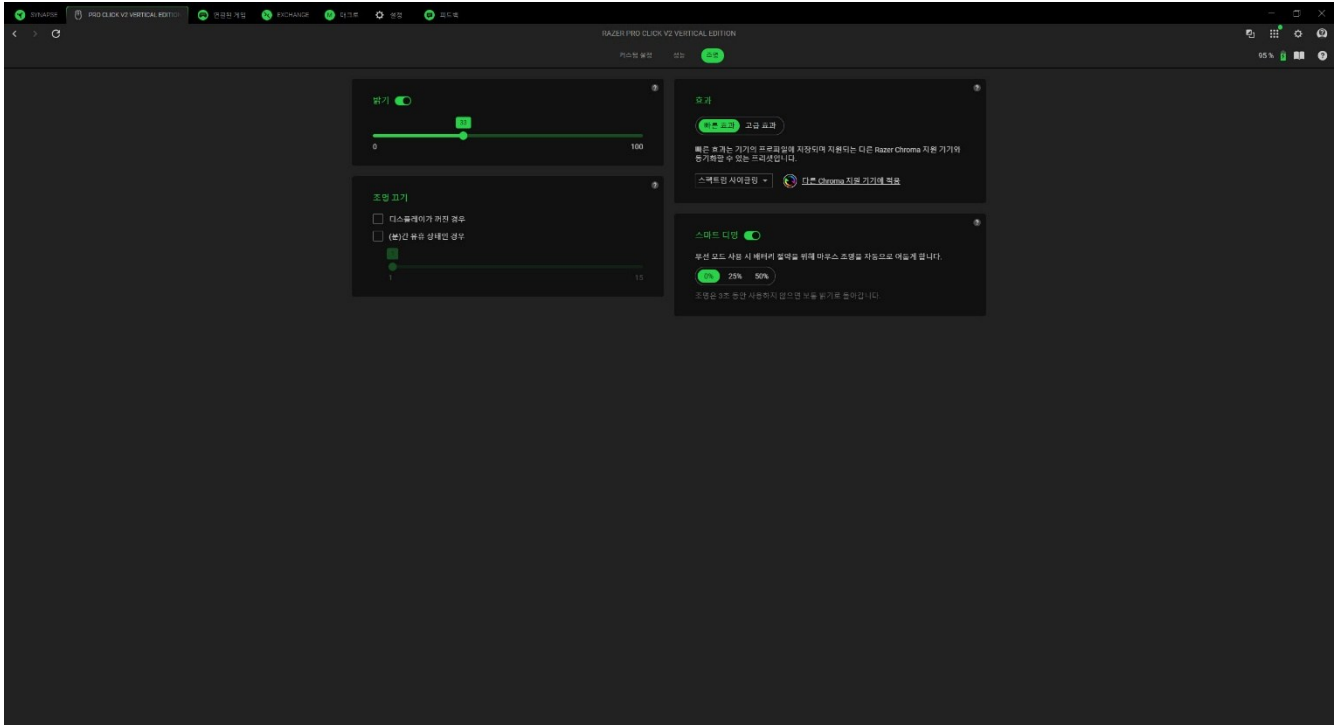 SYNAPSE
PRO CLICK V2 VERTICAL EDITION
연결된 게임
EXCHANGE
매크로
설정
피드백
RAZER PRO CLICK V2 VERTICAL EDITION
커스텀 설정
성능
조명
95 %
밝기
33
0
100
조명 끄기
디스플레이가 꺼진 경우
(분)간 유휴 상태인 경우
1
15
효과
빠른 효과
고급 효과
빠른 효과는 기기의 프로파일에 저장되며 지원되는 다른 Razer Chroma 지원 기기와
동기화할 수 있는 프리셋입니다.
스펙트럼 사이클링
다른 Chroma 지원 기기에 적용
스마트 디밍
무선 모드 사용 시 배터리 절약을 위해 마우스 조명을 자동으로 어둡게 합니다.
0%
25%
50%
조명은 3초 동안 사용하지 않으면 보통 밝기로 돌아갑니다.